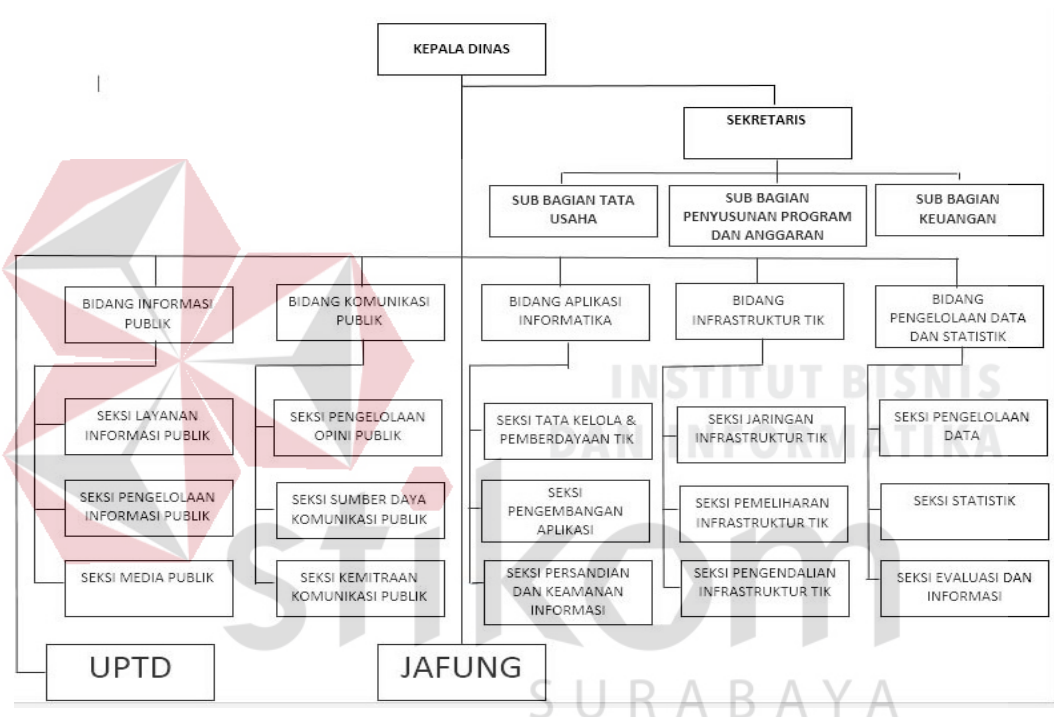 KEPALA DINAS
SEKRETARIS
SUB BAGIAN TATA
USAHA
SUB BAGIAN
PENYUSUNAN PROGRAM
DAN ANGGARAN
SUB BAGIAN
KEUANGAN
BIDANG INFORMASI
PUBLIK
BIDANG KOMUNIKASI
PUBLIK
BIDANG APLIKASI
INFORMATIKA
BIDANG
INFRASTRUKTUR TIK
BIDANG
PENGELOLAAN DATA
DAN STATISTIK
SEKSI LAYANAN
INFORMASI PUBLIK
SEKSI PENGELOLAAN
OPINI PUBLIK
SEKSI TATA KELOLA &
PEMBERDAYAAN TIK
SEKSI JARINGAN
INFRASTRUKTUR TIK
SEKSI PENGELOLAAN
DATA
SEKSI PENGELOLAAN
INFORMASI PUBLIK
SEKSI SUMBER DAYA
KOMUNIKASI PUBLIK
SEKSI
PENGEMBANGAN
APLIKASI
SEKSI PEMELIHARAN
INFRASTRUKTUR TIK
SEKSI STATISTIK
SEKSI MEDIA PUBLIK
SEKSI KEMITRAAN
KOMUNIKASI PUBLIK
SEKSI PERSANDIAN
DAN KEAMANAN
INFORMASI
SEKSI PENGENDALIAN
INFRASTRUKTUR TIK
SEKSI EVALUASI DAN
INFORMASI
UPTD
JAFUNG
INSTITUT BISNIS
DAN INFORMATIKA
stikom
SURABAYA